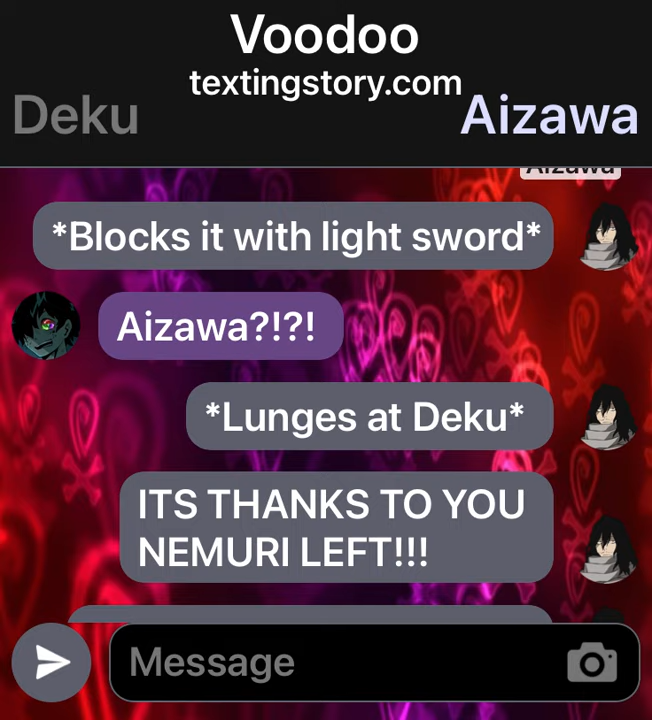 Voodoo
textingstory.com
Deku
Aizawa
Aizawa
*Blocks it with light sword*
Aizawa?!?!
*Lunges at Deku*
ITS THANKS TO YOU
NEMURI LEFT!!!
Message